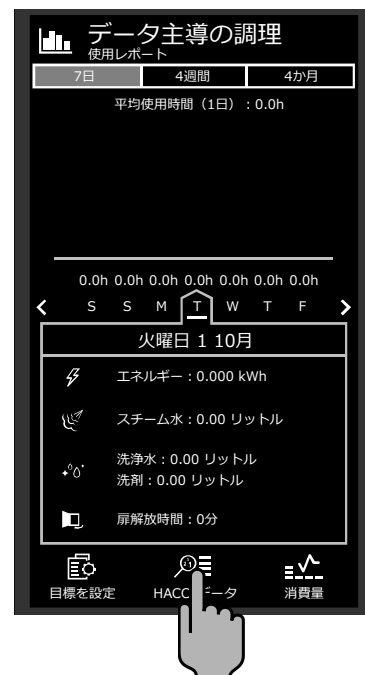 データ主導の調理
使用レポート
7日 4週間 4か月
平均使用時間（1日）：0.0h
0.0h 0.0h 0.0h 0.0h 0.0h 0.0h 0.0h
S S M T W T F
火曜日 1 10月
エネルギー：0.000 kWh
スチーム水：0.00 リットル
洗浄水：0.00 リットル
洗剤：0.00 リットル
扉解放時間：0分
目標を設定 HACC データ 消費量